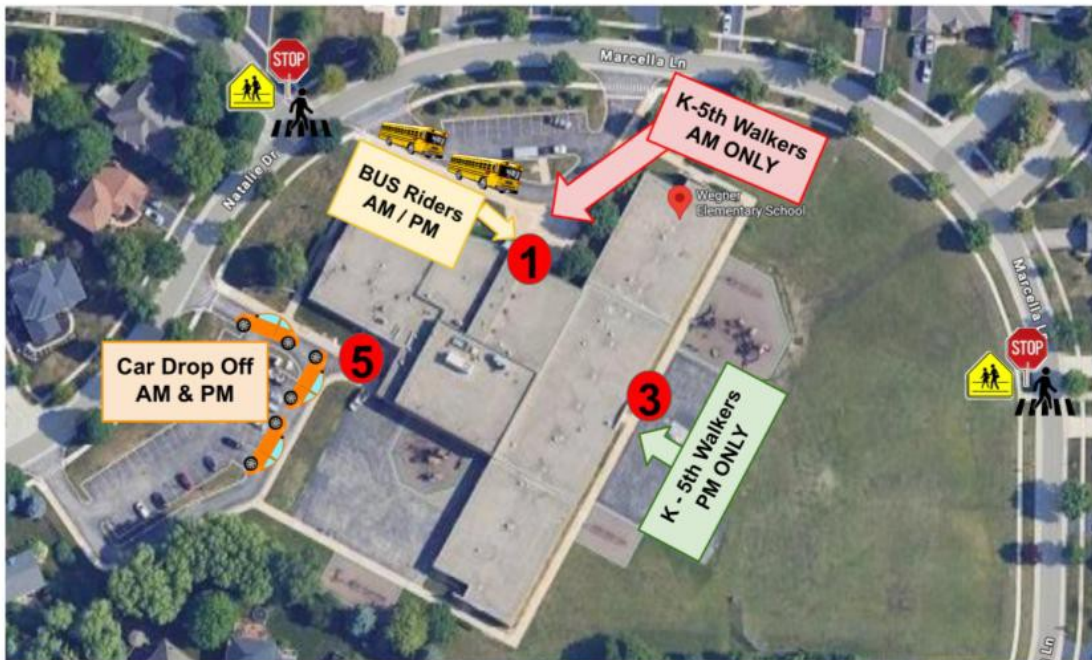 Marcella Ln
STOP
K-5th Walkers
AM ONLY
Natalie Dr
BUS Riders
AM / PM
Wegner
Elementary School
1
Marcella Ln
STOP
5
Car Drop Off
AM & PM
3
K - 5th Walkers
PM ONLY
Ln